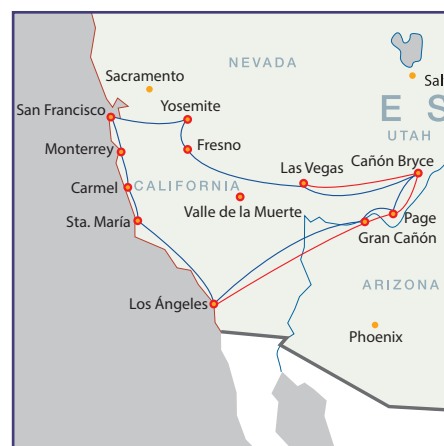 NEVADA
Sacramento
Sal
San Francisco
Yosemite
E S
UTAH
Monterrey
Fresno
Cañón Bryce
Las Vegas
Carmel
CALIFORNIA
Valle de la Muerte
Sta. María
Page
Gran Cañón
ARIZONA
Los Ángeles
Phoenix